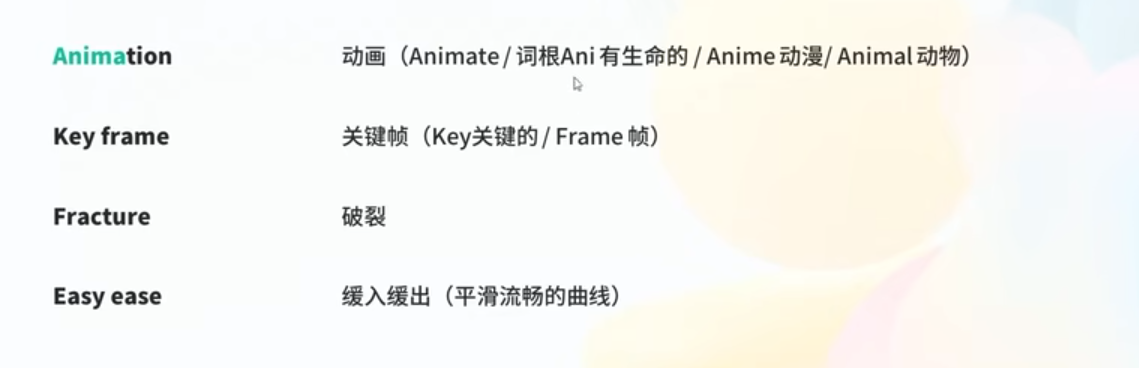 Animation 动画（Animate / 词根Ani 有生命的 / Anime 动漫/ Animal 动物）
Key frame 关键帧（Key关键的 / Frame 帧）
Fracture 破裂
Easy ease 缓入缓出（平滑流畅的曲线）